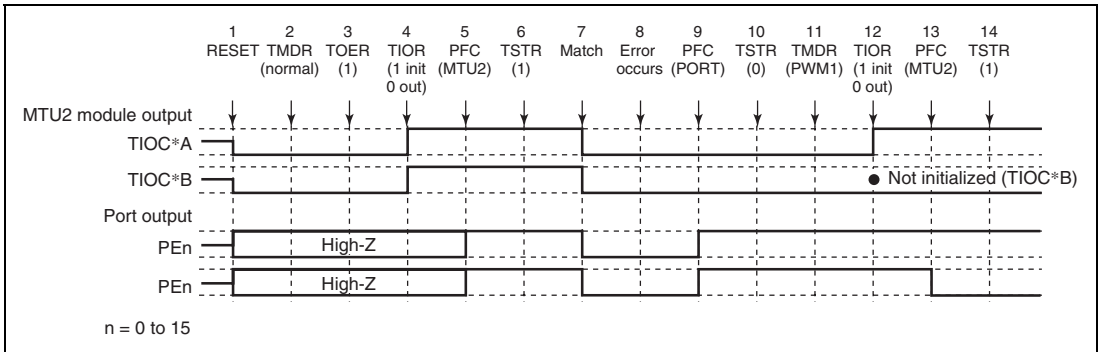 1 2 3 4 5 6 7 8 9 10 11 12 13 14
RESET TMDR TOER TIOR PFC TSTR Match Error PFC TSTR TMDR TIOR PFC TSTR
(normal) (1) (1 init (MTU2) (1) occurs (PORT) (0) (PWM1) (1 init (MTU2) (1)
0 out) 0 out)
MTU2 module output
TIOC*A
TIOC*B
Not initialized (TIOC*B)
Port output
PEn
High-Z
PEn
High-Z
n = 0 to 15